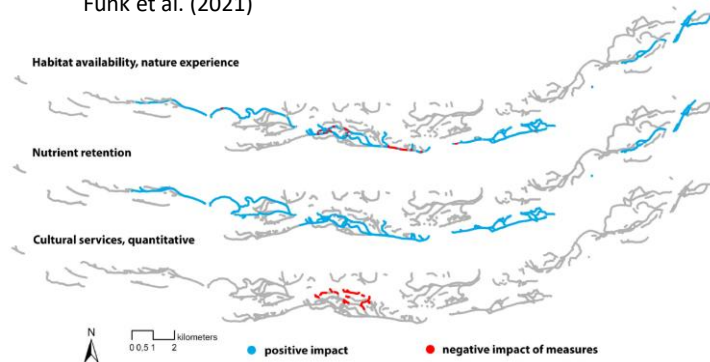 Funk et al. (2021)
Habitat availability, nature experience
Nutrient retention
Cultural services, quantitative
N
kilometers
0 0,5 1 2
positive impact
negative impact of measures